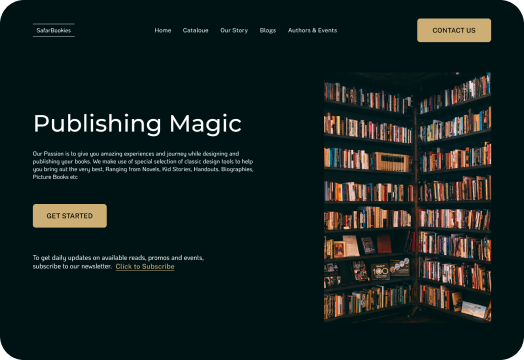 SafarBookies
Home Cataloue Our Story Blogs Authors & Events
CONTACT US
Publishing Magic
Our Passion is to give you amazing experiences and journey while designing and
publishing your books. We make use of special selection of classic design tools to help
you bring out the very best, Ranging from Novels, Kid Stories, Handouts, Biographies,
Picture Books etc
GET STARTED
To get daily updates on available reads, promos and events,
subscribe to our newsletter. Click to Subscribe